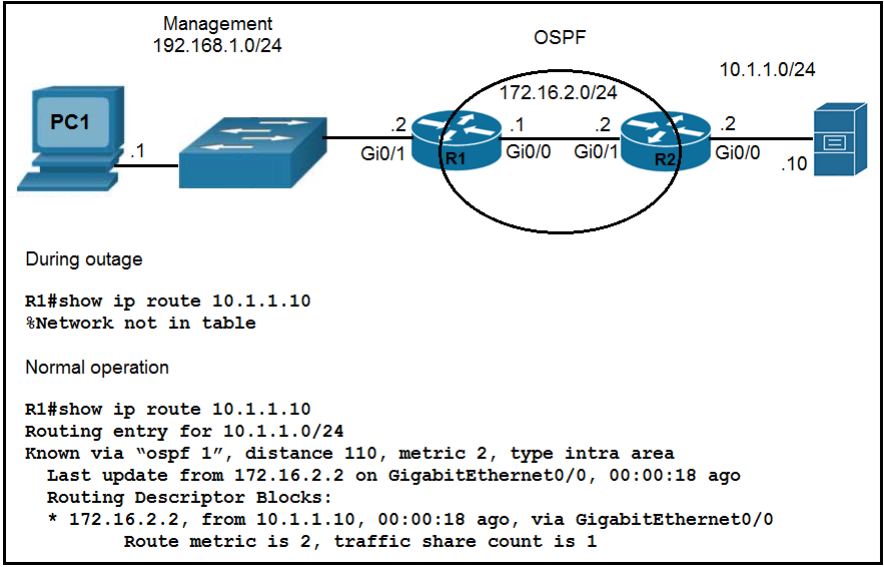 Management
192.168.1.0/24
OSPF
10.1.1.0/24
172.16.2.0/24
PC1
.1
.2
Gi0/1
R1
.1
Gi0/0
.2
Gi0/1
R2
.2
Gi0/0
.10
During outage
R1#show ip route 10.1.1.10
%Network not in table
Normal operation
R1#show ip route 10.1.1.10
Routing entry for 10.1.1.0/24
Known via “ospf 1”, distance 110, metric 2, type intra area
Last update from 172.16.2.2 on GigabitEthernet0/0, 00:00:18 ago
Routing Descriptor Blocks:
* 172.16.2.2, from 10.1.1.10, 00:00:18 ago, via GigabitEthernet0/0
Route metric is 2, traffic share count is 1